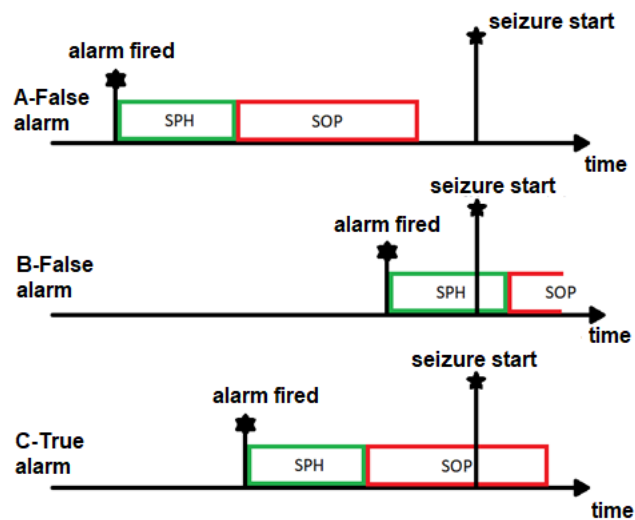 seizure start
alarm fired
A-False
alarm
SPH
SOP
time
seizure start
alarm fired
B-False
alarm
SPH
SOP
time
seizure start
alarm fired
C-True
alarm
SPH
SOP
time